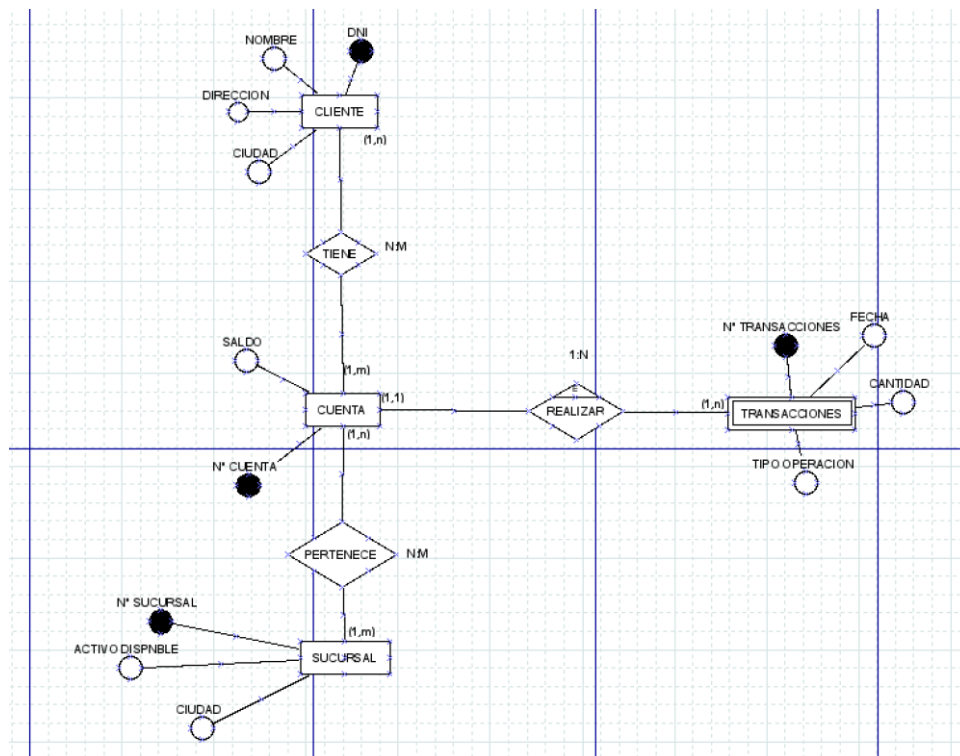 DNI
NOMBRE
DIRECCION
CLIENTE
(1,n)
CIUDAD
TIENE
N:M
N° TRANSACCIONES
FECHA
SALDO
1:N
(1,m)
CANTIDAD
CUENTA
(1,1)
REALIZAR
(1,n)
TRANSACCIONES
(1,n)
TIPO OPERACION
N° CUENTA
PERTENECE
N:M
N° SUCURSAL
(1,m)
ACTIVO DISPNBLE
SUCURSAL
CIUDAD